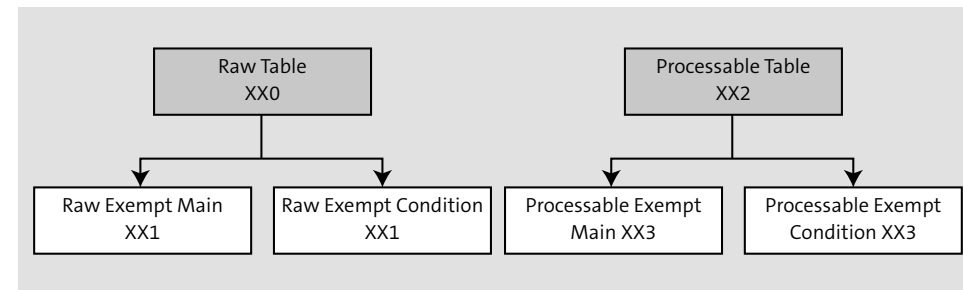 Raw Table
XX0
Processable Table
XX2
Raw Exempt Main
XX1
Raw Exempt Condition
XX1
Processable Exempt
Main XX3
Processable Exempt
Condition XX3